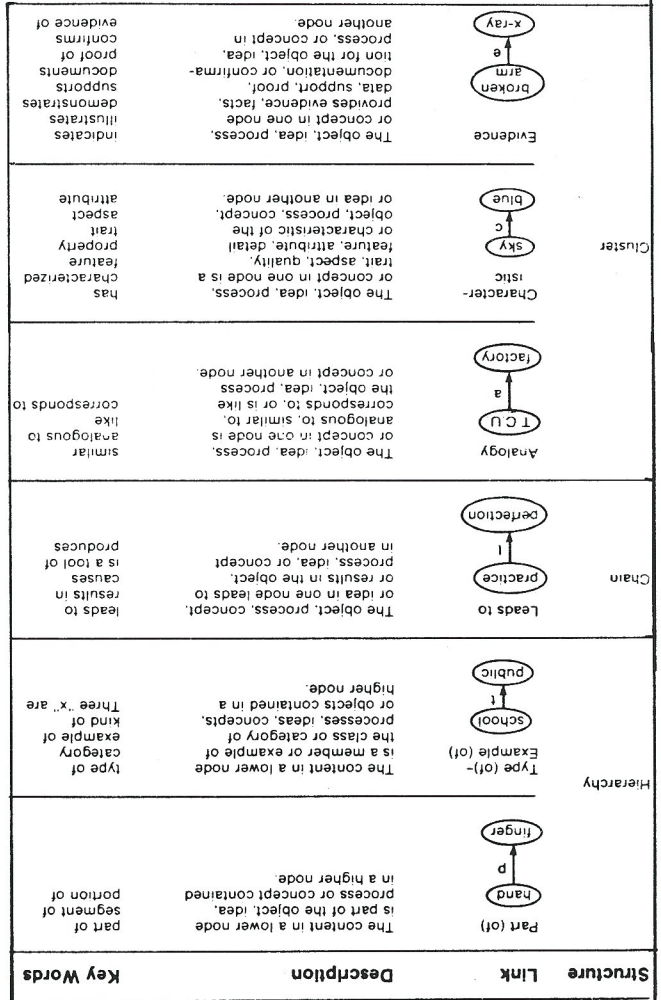 Structure Link Description Key Words
Hierarchy
Part (of)
hand
p
finger
The content in a lower node
is part of the object, idea,
process or concept contained
in a higher node.
part of
segment of
portion of
Type (of)-
Example (of)
school
t
public
The content in a lower node
is a member or example of
the class or category of
processes, ideas, concepts,
or objects contained in a
higher node.
type of
category
example of
kind of
Three "x" are
Chain
Leads to
practice
l
perfection
The object, process, concept,
or idea in one node leads to
or results in the object,
process, idea, or concept
in another node.
leads to
results in
causes
is a tool of
produces
Cluster
Analogy
T C U
a
factory
The object, idea, process,
or concept in one node is
analogous to, similar to,
corresponds to, or is like
the object, idea, process
or concept in another node.
similar
analogous to
like
corresponds to
Character-
istic
sky
c
blue
The object, idea, process,
or concept in one node is a
trait, aspect, quality,
feature, attribute, detail
or characteristic of the
object, process, concept,
or idea in another node.
has
characterized
feature
property
trait
aspect
attribute
Evidence
broken
arm
e
x-ray
The object, idea, process,
or concept in one node
provides evidence, facts,
data, support, proof,
documentation, or confirma-
tion for the object, idea,
process, or concept in
another node.
indicates
illustrates
demonstrates
supports
documents
proof of
confirms
evidence of